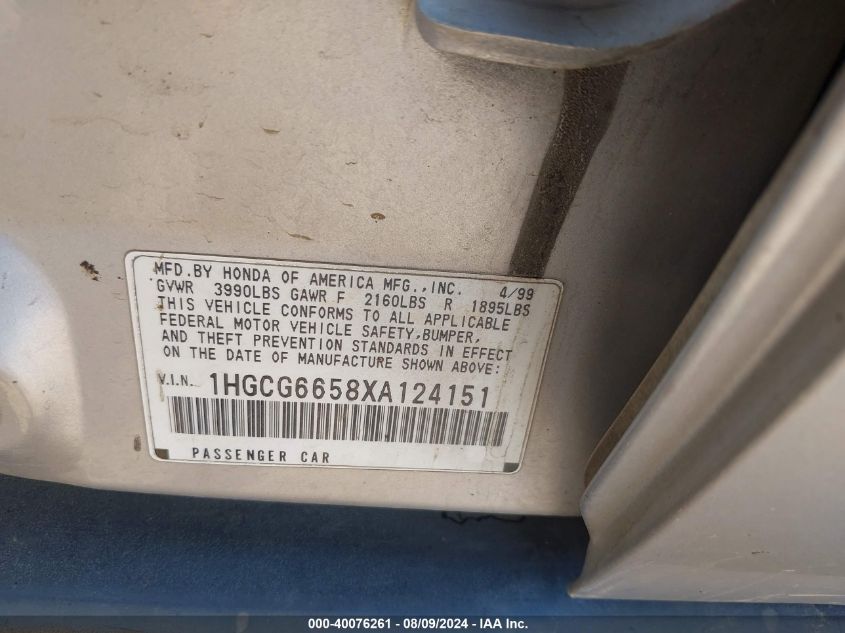 MFD.BY HONDA OF AMERICA MFG.,INC. 4/99
GVWR 3990LBS GAWR F 2160LBS R 1895LBS
THIS VEHICLE CONFORMS TO ALL APPLICABLE
FEDERAL MOTOR VEHICLE SAFETY,BUMPER,
AND THEFT PREVENTION STANDARDS IN EFFECT
ON THE DATE OF MANUFACTURE SHOWN ABOVE:
V.I.N. 1HGCG6658XA124151
PASSENGER CAR
000-40076261 - 08/09/2024 - IAA Inc.